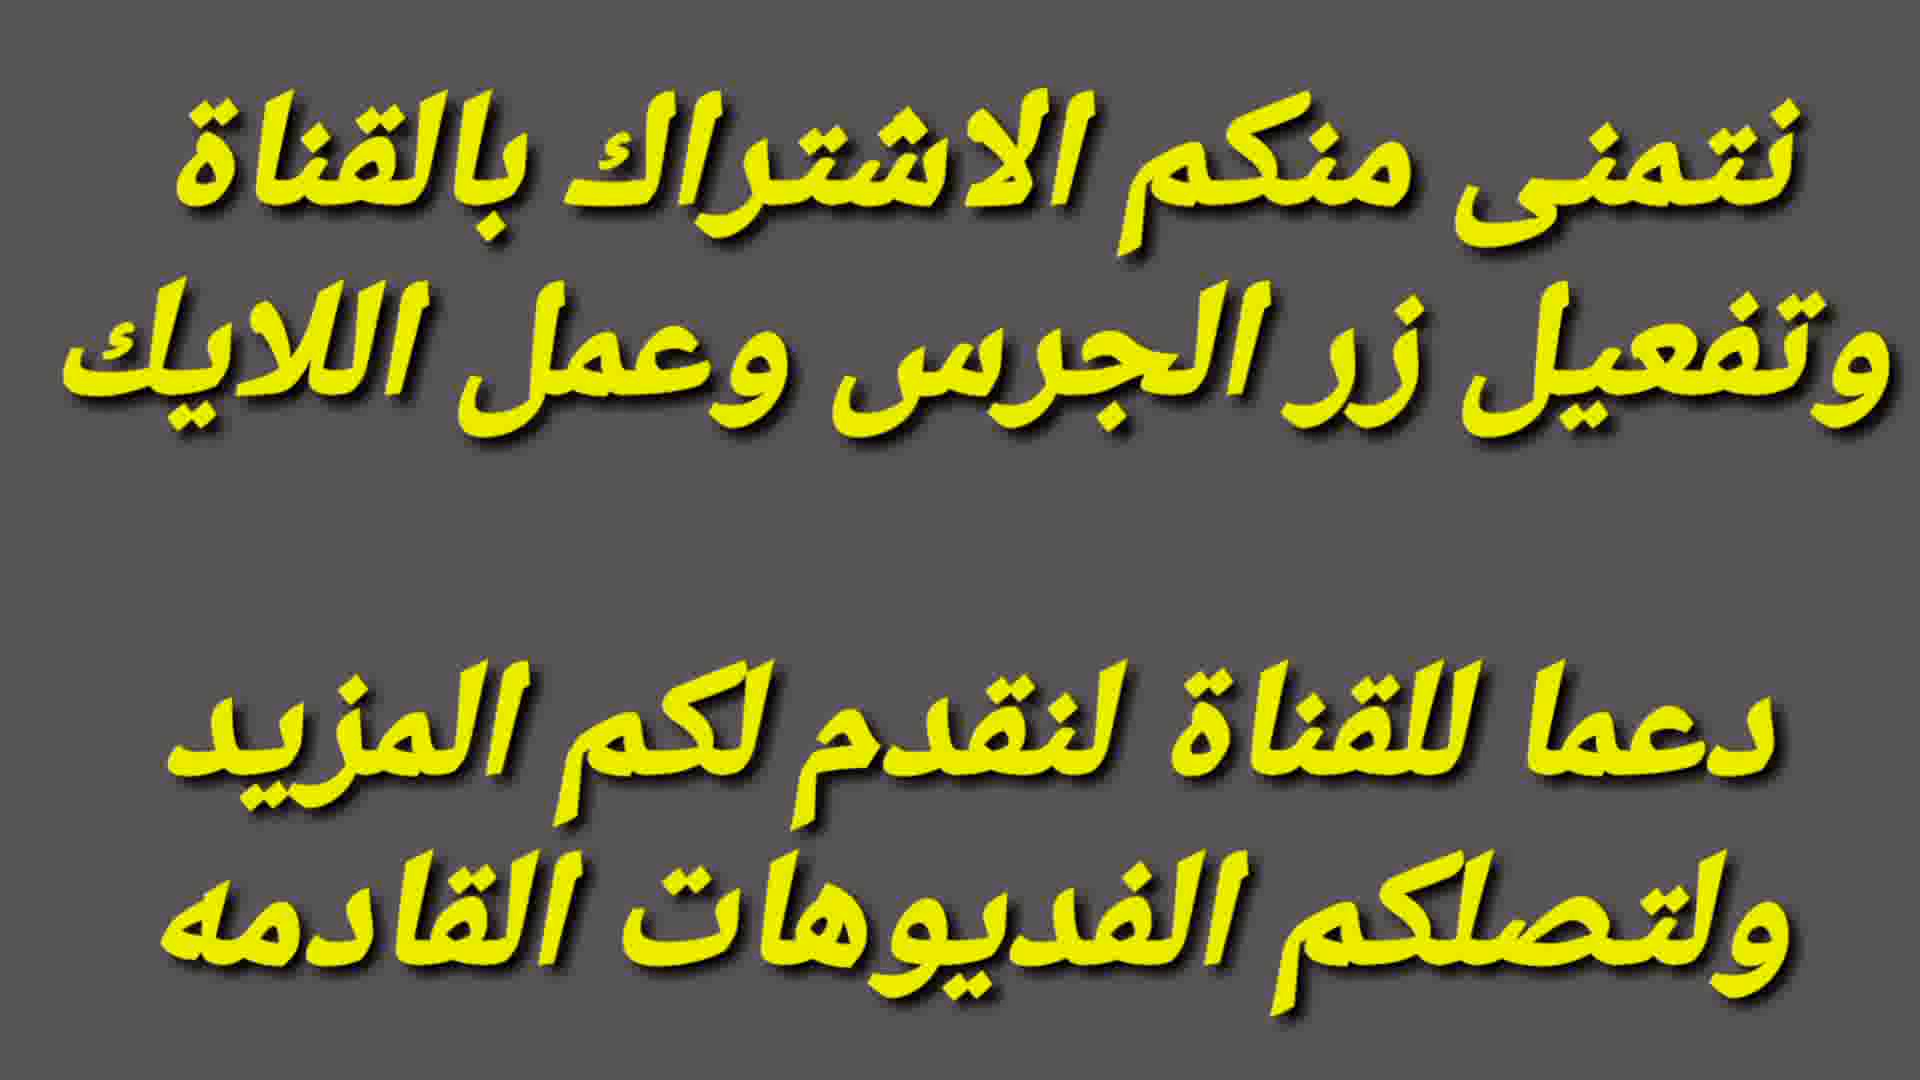 نتمنى منكم الاشتراك بالقناة
وتفعيل زر الجرس وعمل اللايك
دعما للقناة لنقدم لكم المزيد
ولتصلكم الفديوهات القادمه